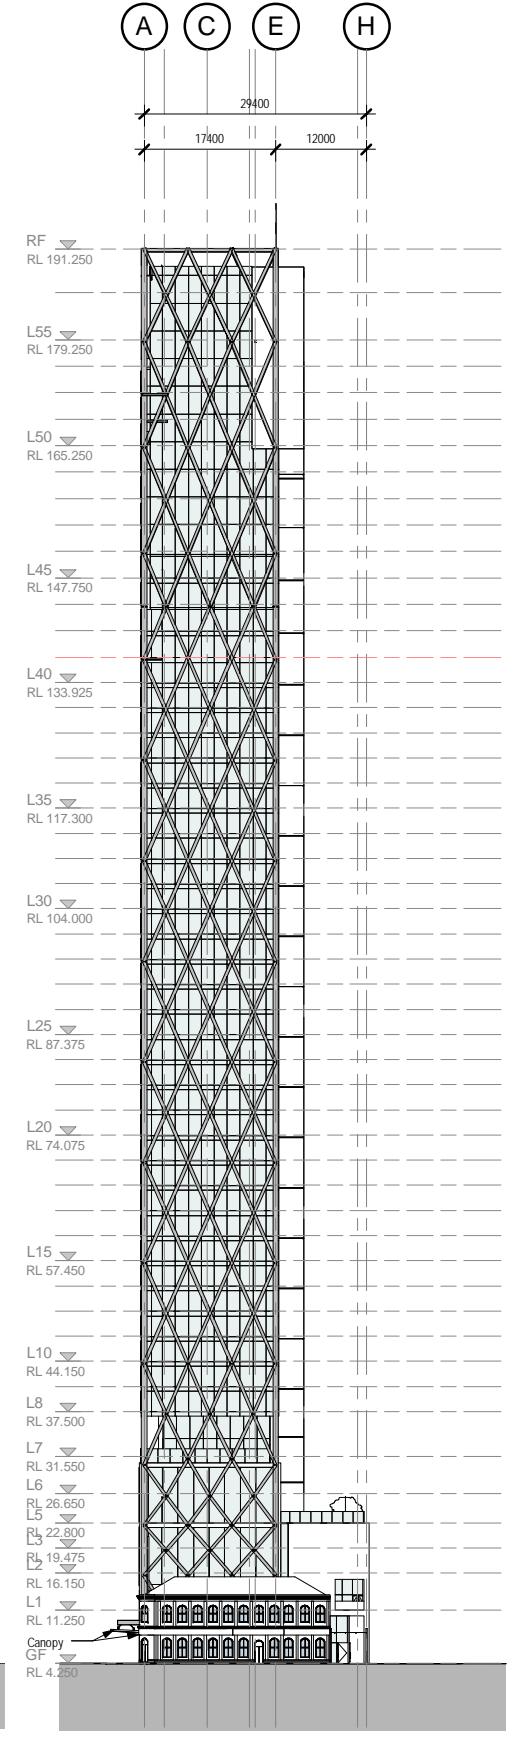 A C E H
29400
17400 12000
RF
RL 191.250
L55
RL 179.250
L50
RL 165.250
L45
RL 147.750
L40
RL 133.925
L35
RL 117.300
L30
RL 104.000
L25
RL 87.375
L20
RL 74.075
L15
RL 57.450
L10
RL 44.150
L8
RL 37.500
L7
RL 31.550
L6
RL 26.650
L5
RL 22.800
L3
RL 19.475
L2
RL 16.150
L1
RL 11.250
Canopy
GF
RL 4.250